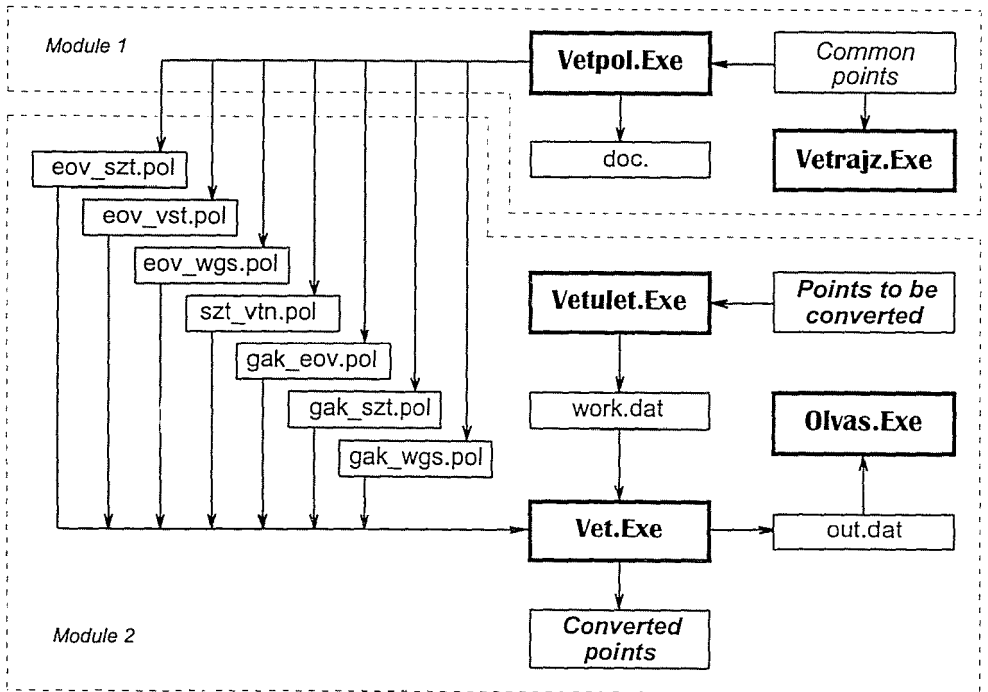 Module 1
Vetpol.Exe
Common
points
doc.
Vetrajz.Exe
eov_szt.pol
eov_vst.pol
eov_wgs.pol
szt_vtn.pol
gak_eov.pol
gak_szt.pol
gak_wgs.pol
Vetulet.Exe
Points to be
converted
work.dat
Olvas.Exe
Vet.Exe
out.dat
Converted
points
Module 2